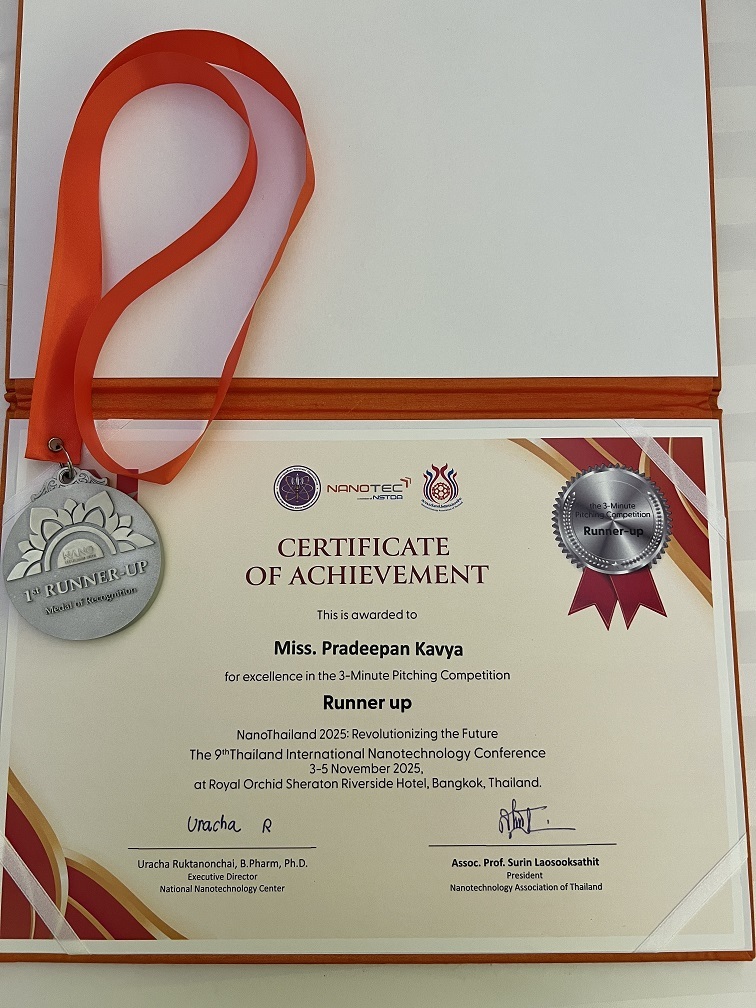 NANOTEC
NSTDA
the 3-Minute
Pitching Competition
Runner-up
1st RUNNER-UP
Medal of Recognition
CERTIFICATE
OF ACHIEVEMENT
This is awarded to
Miss. Pradeepan Kavya
for excellence in the 3-Minute Pitching Competition
Runner up
NanoThailand 2025: Revolutionizing the Future
The 9thThailand International Nanotechnology Conference
3-5 November 2025,
at Royal Orchid Sheraton Riverside Hotel, Bangkok, Thailand.
Uracha R
Uracha Ruktanonchai, B.Pharm, Ph.D.
Executive Director
National Nanotechnology Center
Assoc. Prof. Surin Laosooksathit
President
Nanotechnology Association of Thailand